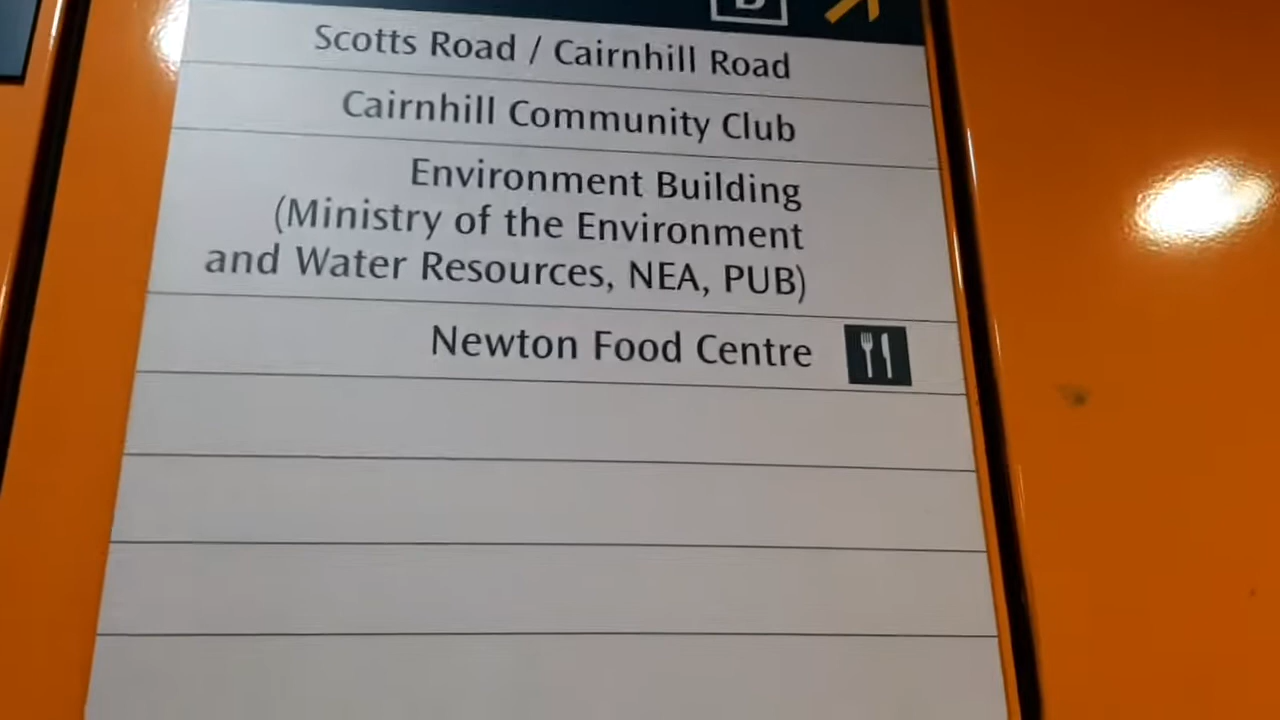 Scotts Road / Cairnhill Road
Cairnhill Community Club
Environment Building
(Ministry of the Environment
and Water Resources, NEA, PUB)
Newton Food Centre